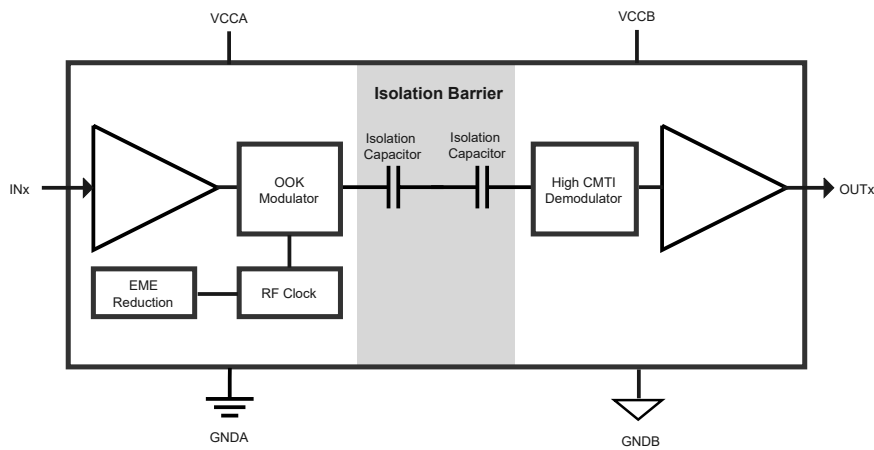 VCCA
VCCB
Isolation Barrier
Isolation
Capacitor
Isolation
Capacitor
INx
OOK
Modulator
High CMTI
Demodulator
OUTx
EME
Reduction
RF Clock
GNDA
GNDB